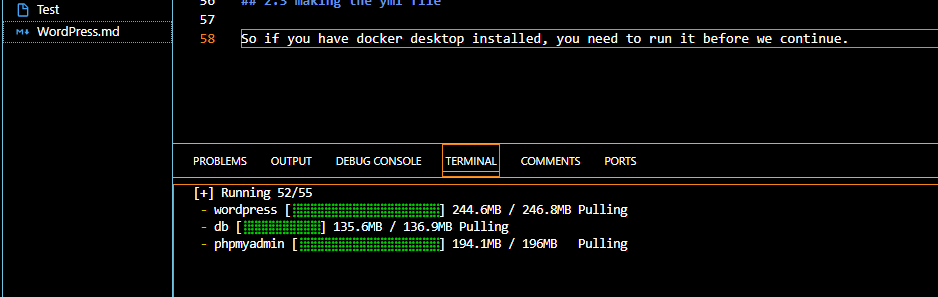 Test
WordPress.md
56 ## 2.3 making the yml file
57
58 So if you have docker desktop installed, you need to run it before we continue.
PROBLEMS OUTPUT DEBUG CONSOLE TERMINAL COMMENTS PORTS
[+] Running 52/55
- wordpress [⣿⣿⣿⣿⣿⣿⣿⣿⣿⣿⣿⣿⣿⣿⣿⣿⣿⣿⣿⣿⣿] 244.6MB / 246.8MB Pulling
- db [⣿⣿⣿⣿⣿⣿⣿⣿⣿⣿⣿] 135.6MB / 136.9MB Pulling
- phpmyadmin [⣿⣿⣿⣿⣿⣿⣿⣿⣿⣿⣿⣿⣿⣿⣿⣿⣿⣿⣿⣿] 194.1MB / 196MB Pulling